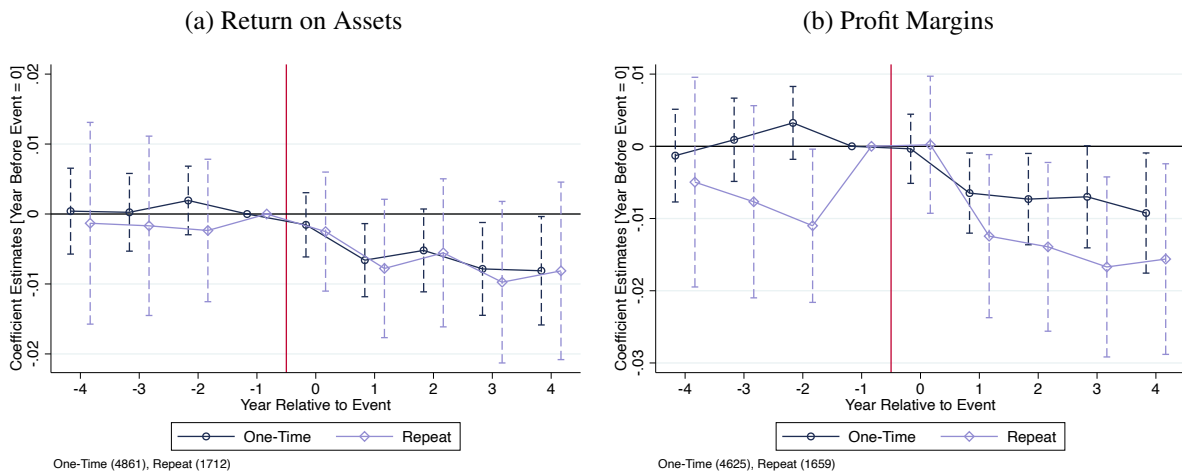 (a) Return on Assets
Coefficient Estimates [Year Before Event = 0]
.02
.01
0
-.01
-.02
-4 -3 -2 -1 0 1 2 3 4
Year Relative to Event
One-Time Repeat
One-Time (4861), Repeat (1712)
(b) Profit Margins
Coefficient Estimates [Year Before Event = 0]
.01
0
-.01
-.02
-.03
-4 -3 -2 -1 0 1 2 3 4
Year Relative to Event
One-Time Repeat
One-Time (4625), Repeat (1659)